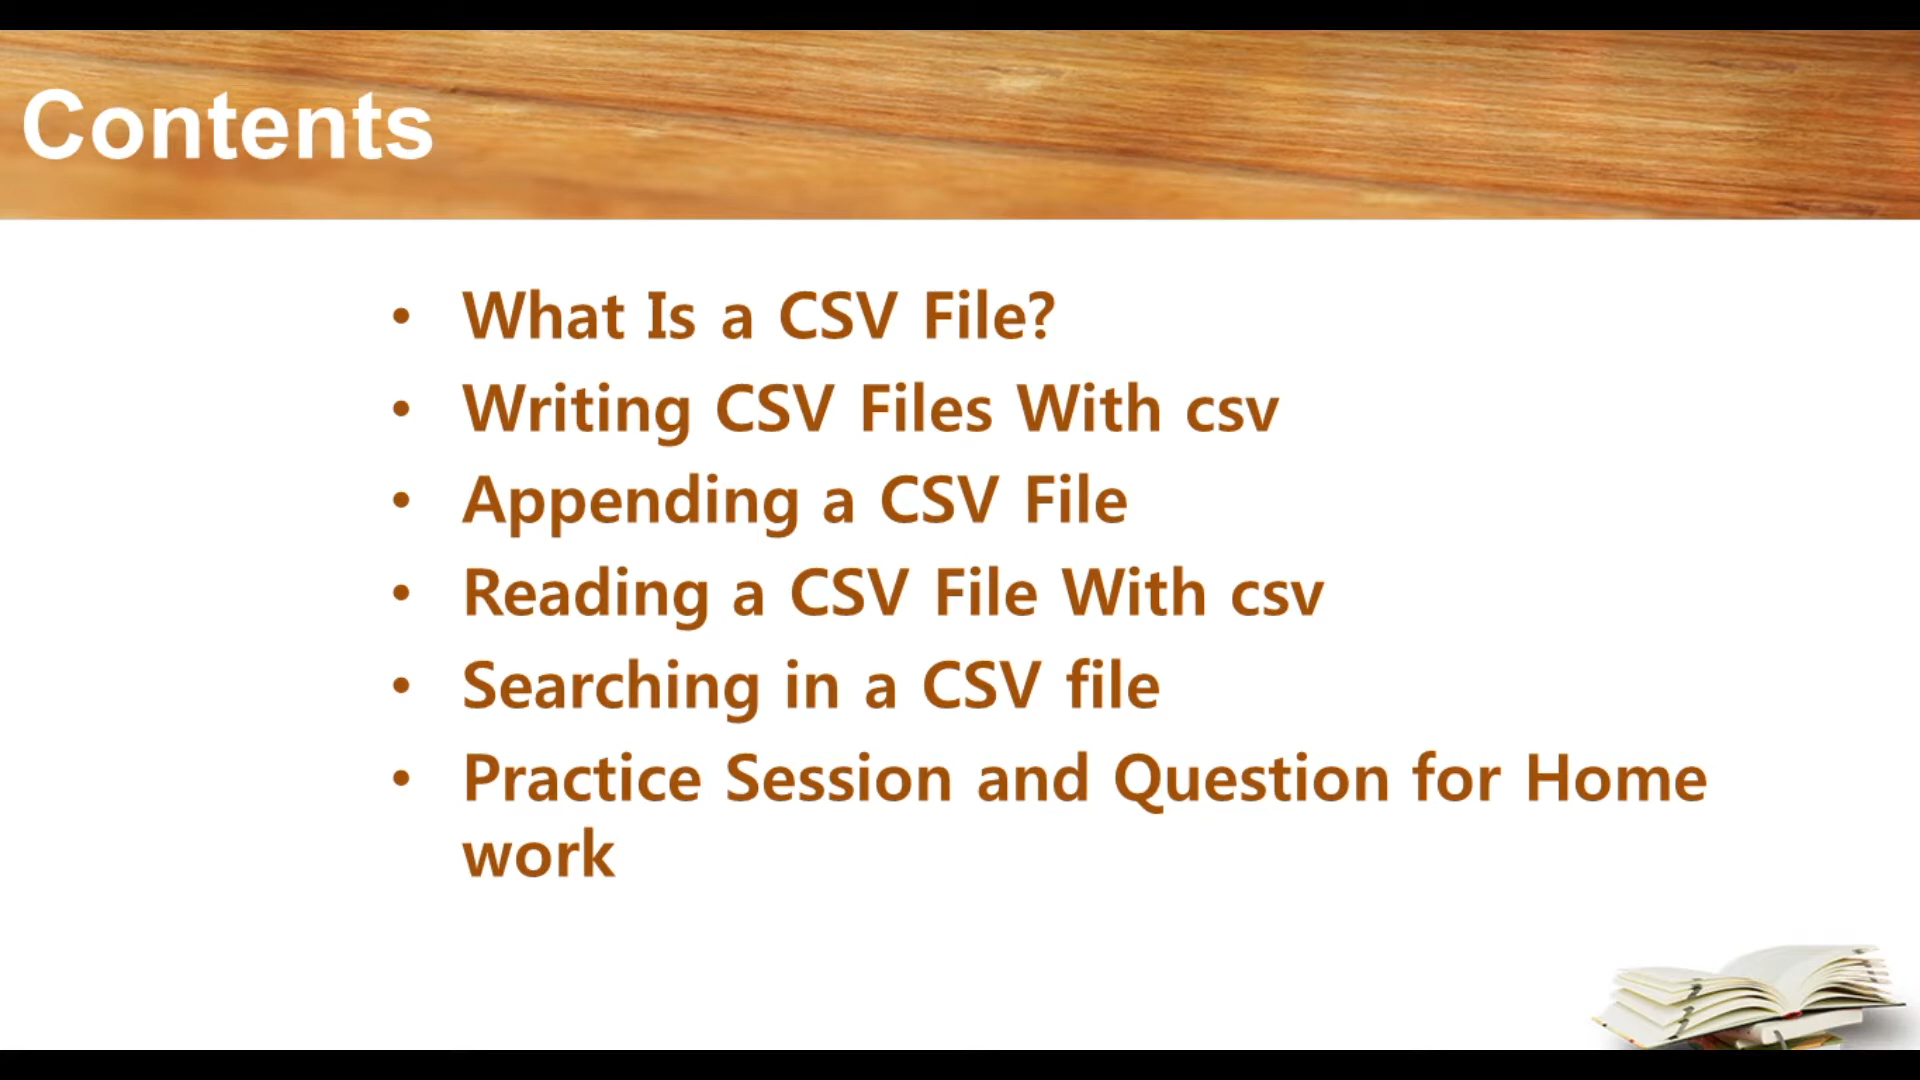 Contents
• What Is a CSV File?
• Writing CSV Files With csv
• Appending a CSV File
• Reading a CSV File With csv
• Searching in a CSV file
• Practice Session and Question for Home
work